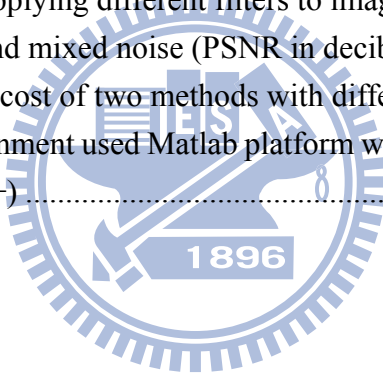 pplying different filters to imag
nd mixed noise (PSNR in decib
cost of two methods with diffe
nment used Matlab platform w
) ....................................................
E S A
1896